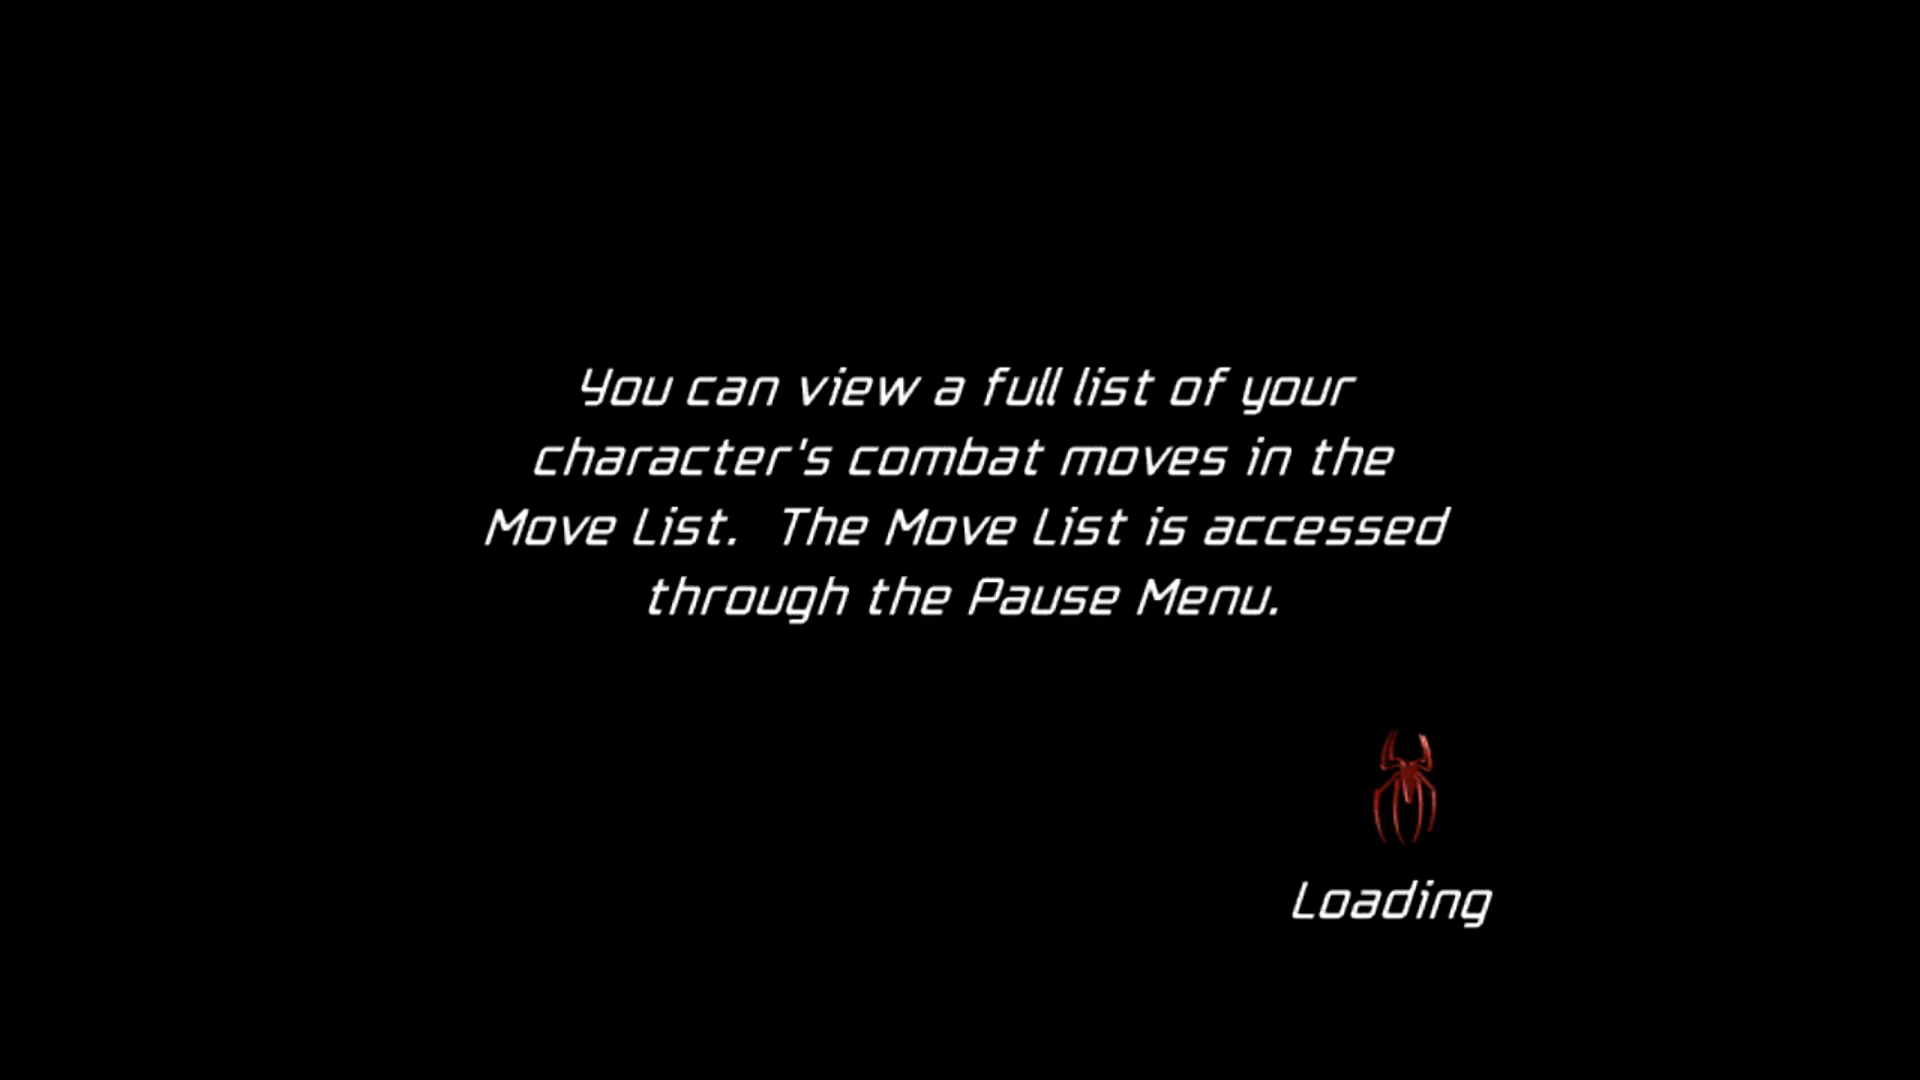 You can view a full list of your
character's combat moves in the
Move List.  The Move List is accessed
through the Pause Menu.
Loading